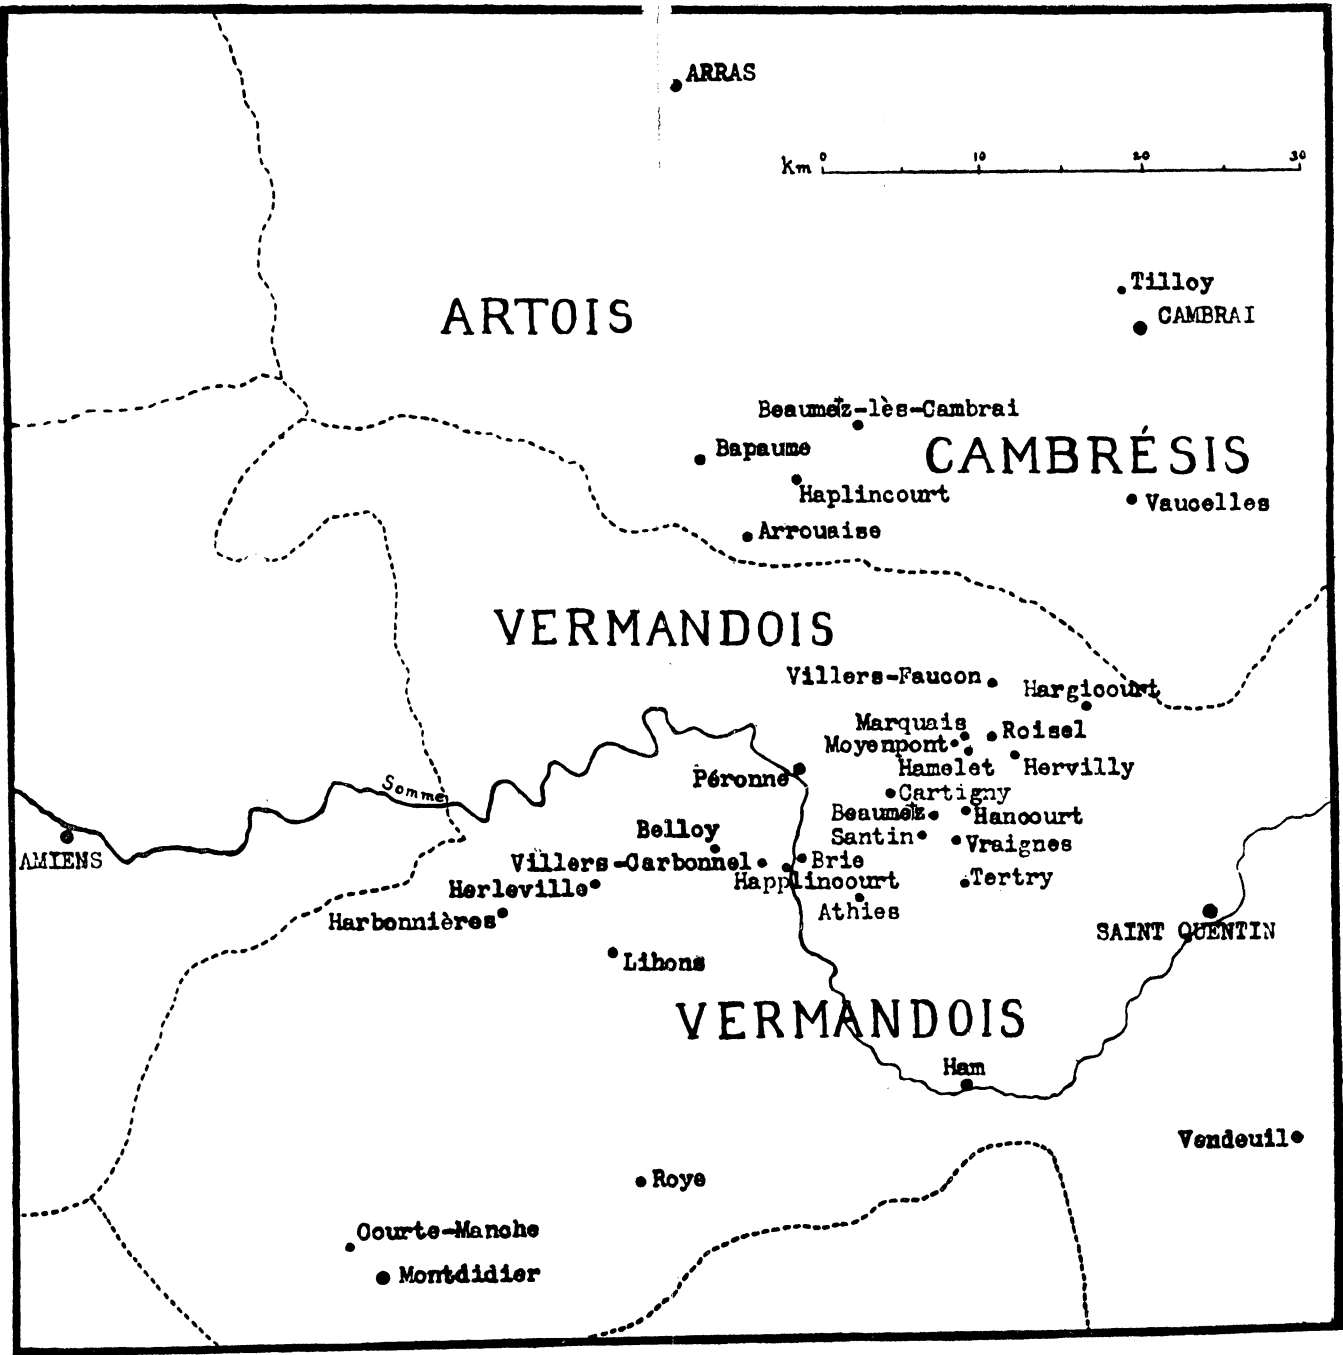 ARRAS
km 0 10 20 30
Tilloy
CAMBRAI
ARTOIS
Beaumetz-lès-Cambrai
Bapaume
CAMBRÉSIS
Haplincourt
Vaucelles
Arrouaise
VERMANDOIS
Villers-Faucon
Hargicourt
Marquais
Roisel
Moyenpont
Hamelet
Hervilly
Péronne
Somme
Cartigny
Beaumetz
Hancourt
Belloy
Santin
Vraignes
AMIENS
Villers-Carbonnel
Brie
Happlincourt
Tertry
Herleville
Athies
Harbonnières
SAINT QUENTIN
Lihons
VERMANDOIS
Ham
Vendeuil
Roye
Courte-Manche
Montdidier